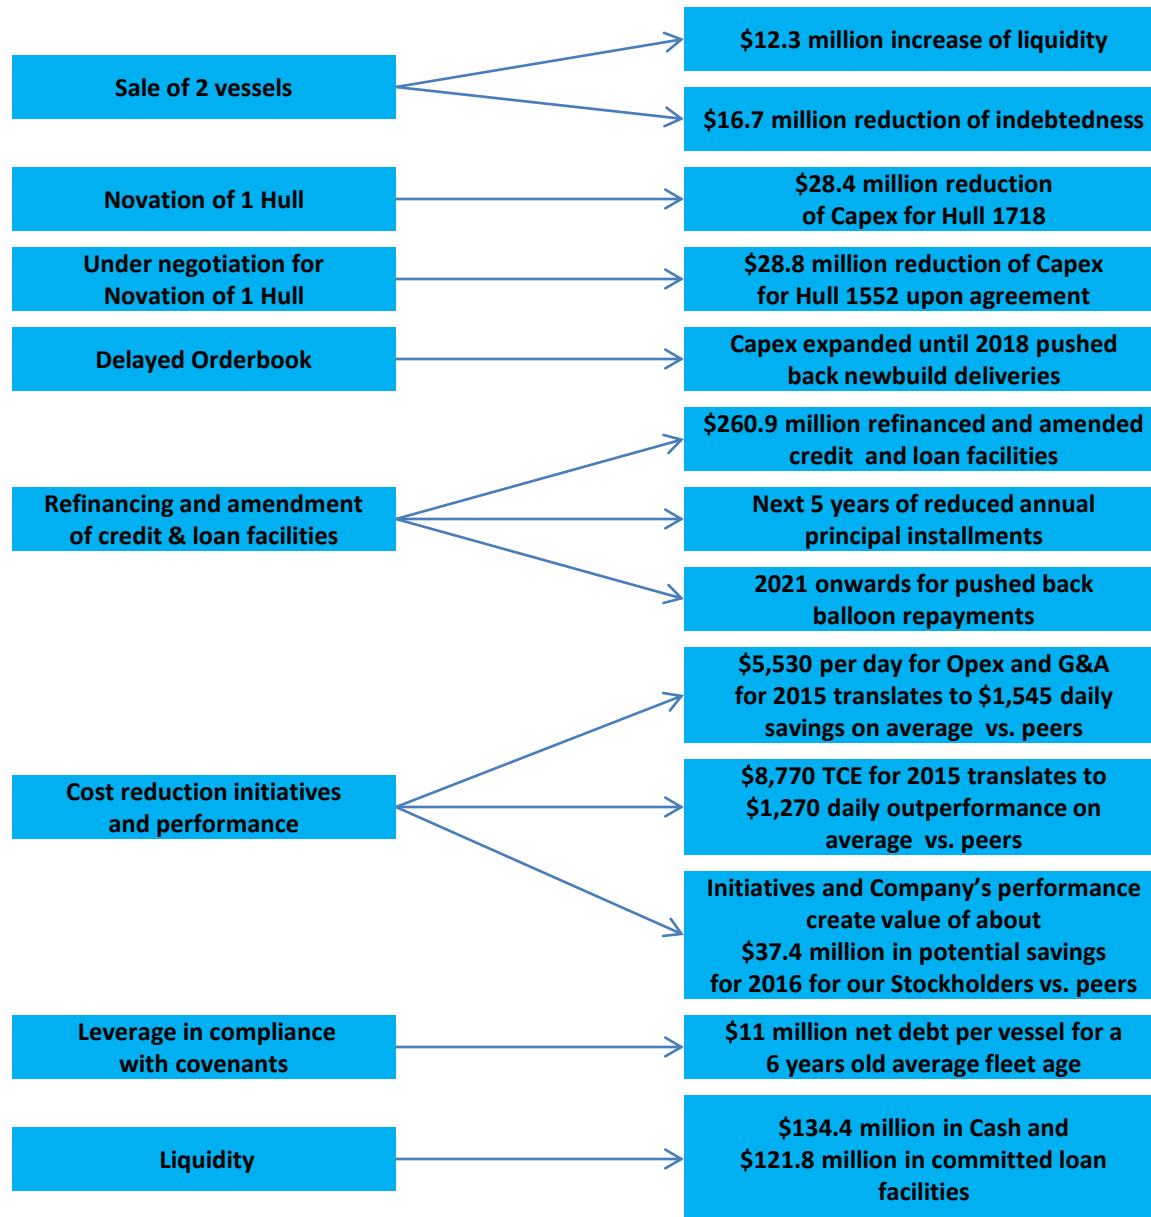 Sale of 2 vessels
$12.3 million increase of liquidity
$16.7 million reduction of indebtedness
Novation of 1 Hull
$28.4 million reduction
of Capex for Hull 1718
Under negotiation for
Novation of 1 Hull
$28.8 million reduction of Capex
for Hull 1552 upon agreement
Delayed Orderbook
Capex expanded until 2018 pushed
back newbuild deliveries
Refinancing and amendment
of credit & loan facilities
$260.9 million refinanced and amended
credit and loan facilities
Next 5 years of reduced annual
principal installments
2021 onwards for pushed back
balloon repayments
Cost reduction initiatives
and performance
$5,530 per day for Opex and G&A
for 2015 translates to $1,545 daily
savings on average vs. peers
$8,770 TCE for 2015 translates to
$1,270 daily outperformance on
average vs. peers
Initiatives and Company's performance
create value of about
$37.4 million in potential savings
for 2016 for our Stockholders vs. peers
Leverage in compliance
with covenants
$11 million net debt per vessel for a
6 years old average fleet age
Liquidity
$134.4 million in Cash and
$121.8 million in committed loan
facilities